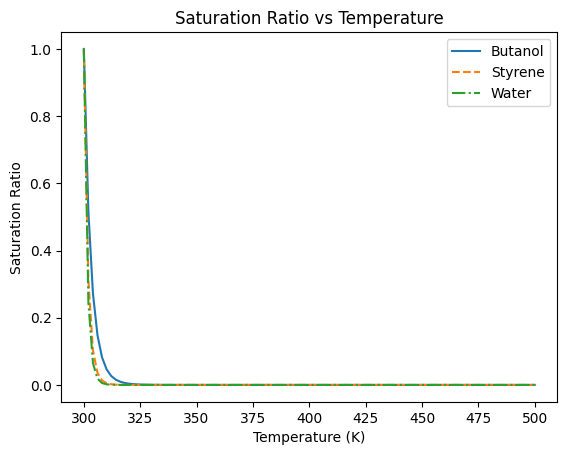 Saturation Ratio vs Temperature
Butanol
Styrene
Water
Saturation Ratio
1.0
0.8
0.6
0.4
0.2
0.0
300 325 350 375 400 425 450 475 500
Temperature (K)